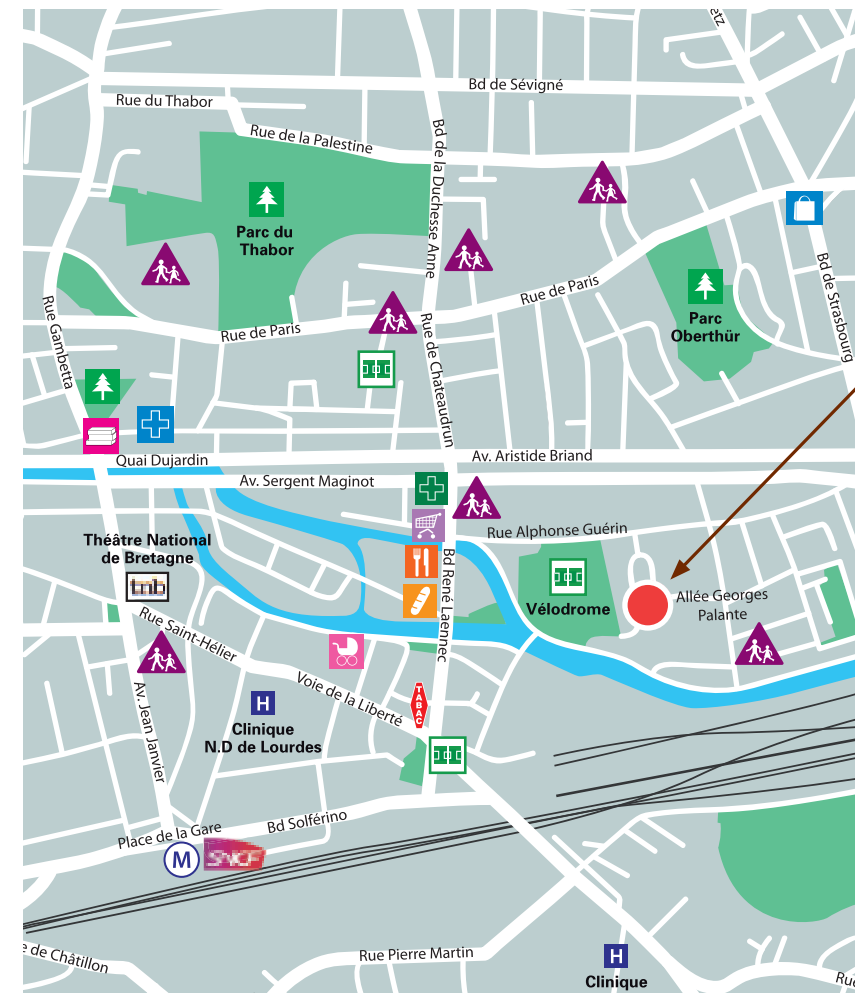 etz
Bd de Sévigné
Rue du Thabor
Rue de la Palestine
Bd de la Duchesse Anne
Parc du
Thabor
Rue de Paris
Bd de Strasbourg
Rue Gambetta
Parc
Oberthür
Rue de Paris
Rue de Chateaudrun
Quai Dujardin
Av. Aristide Briand
Av. Sergent Maginot
Rue Alphonse Guérin
Théâtre National
de Bretagne
tnb
Bd René Laennec
Vélodrome
Allée Georges
Palante
Rue Saint-Hélier
Av. Jean Janvier
Voie de la Liberté
TABAC
H
Clinique
N.D de Lourdes
Place de la Gare
Bd Solférino
M
SNCF
e de Châtillon
Rue Pierre Martin
H
Clinique
Ru